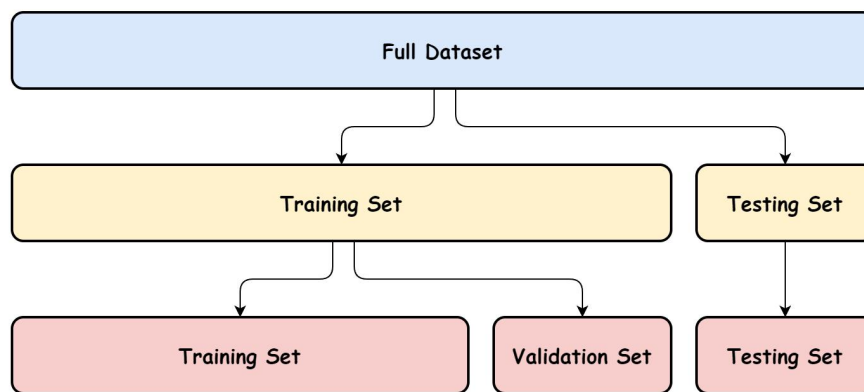 Full Dataset
Training Set
Testing Set
Training Set
Validation Set
Testing Set